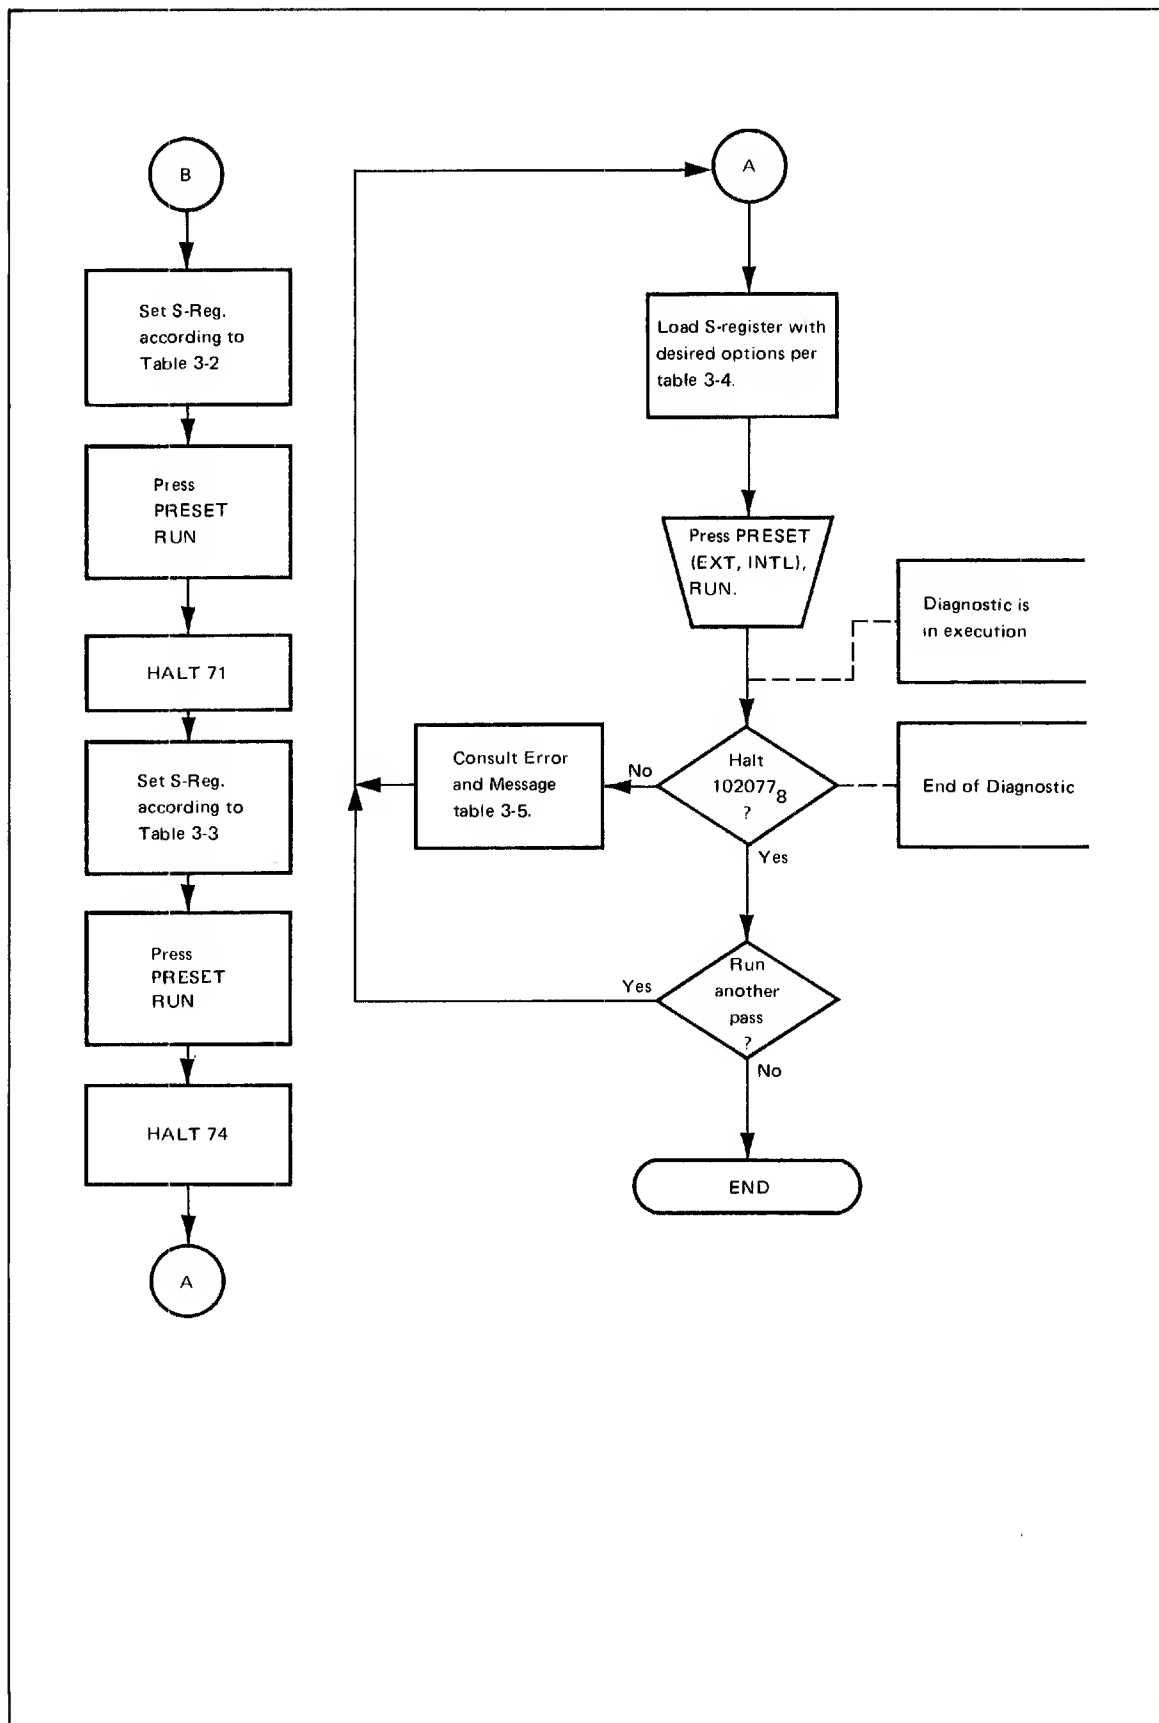 B
Set S-Reg.
according to
Table 3-2
Press
PRESET
RUN
HALT 71
Set S-Reg.
according to
Table 3-3
Press
PRESET
RUN
HALT 74
A
A
Load S-register with
desired options per
table 3-4.
Press PRESET
(EXT, INTL),
RUN.
Diagnostic is
in execution
Halt
102077₈
?
End of Diagnostic
No
Consult Error
and Message
table 3-5.
Yes
Run
another
pass
?
Yes
No
END